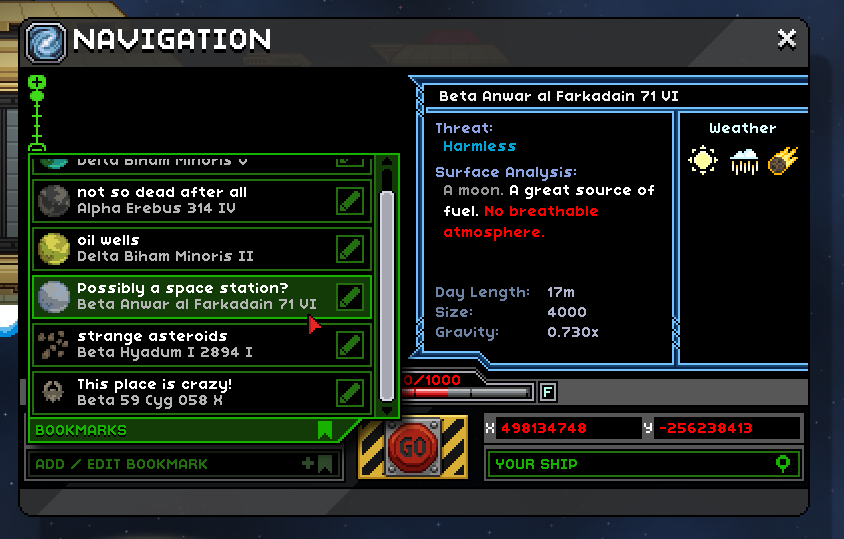 NAVIGATION
Beta Anwar al Farkadain 71 VI
Threat:
Harmless
Surface Analysis:
A moon. A great source of
fuel. No breathable
atmosphere.
Day Length: 17m
Size: 4000
Gravity: 0.730x
Weather
Delta Biham Minoris V
not so dead after all
Alpha Erebus 314 IV
oil wells
Delta Biham Minoris II
Possibly a space station?
Beta Anwar al Farkadain 71 VI
strange asteroids
Beta Hyadum I 2894 I
This place is crazy!
Beta 59 Cyg 058 X
BOOKMARKS
ADD / EDIT BOOKMARK
0/1000
F
GO
X 498134748
Y -256238413
YOUR SHIP